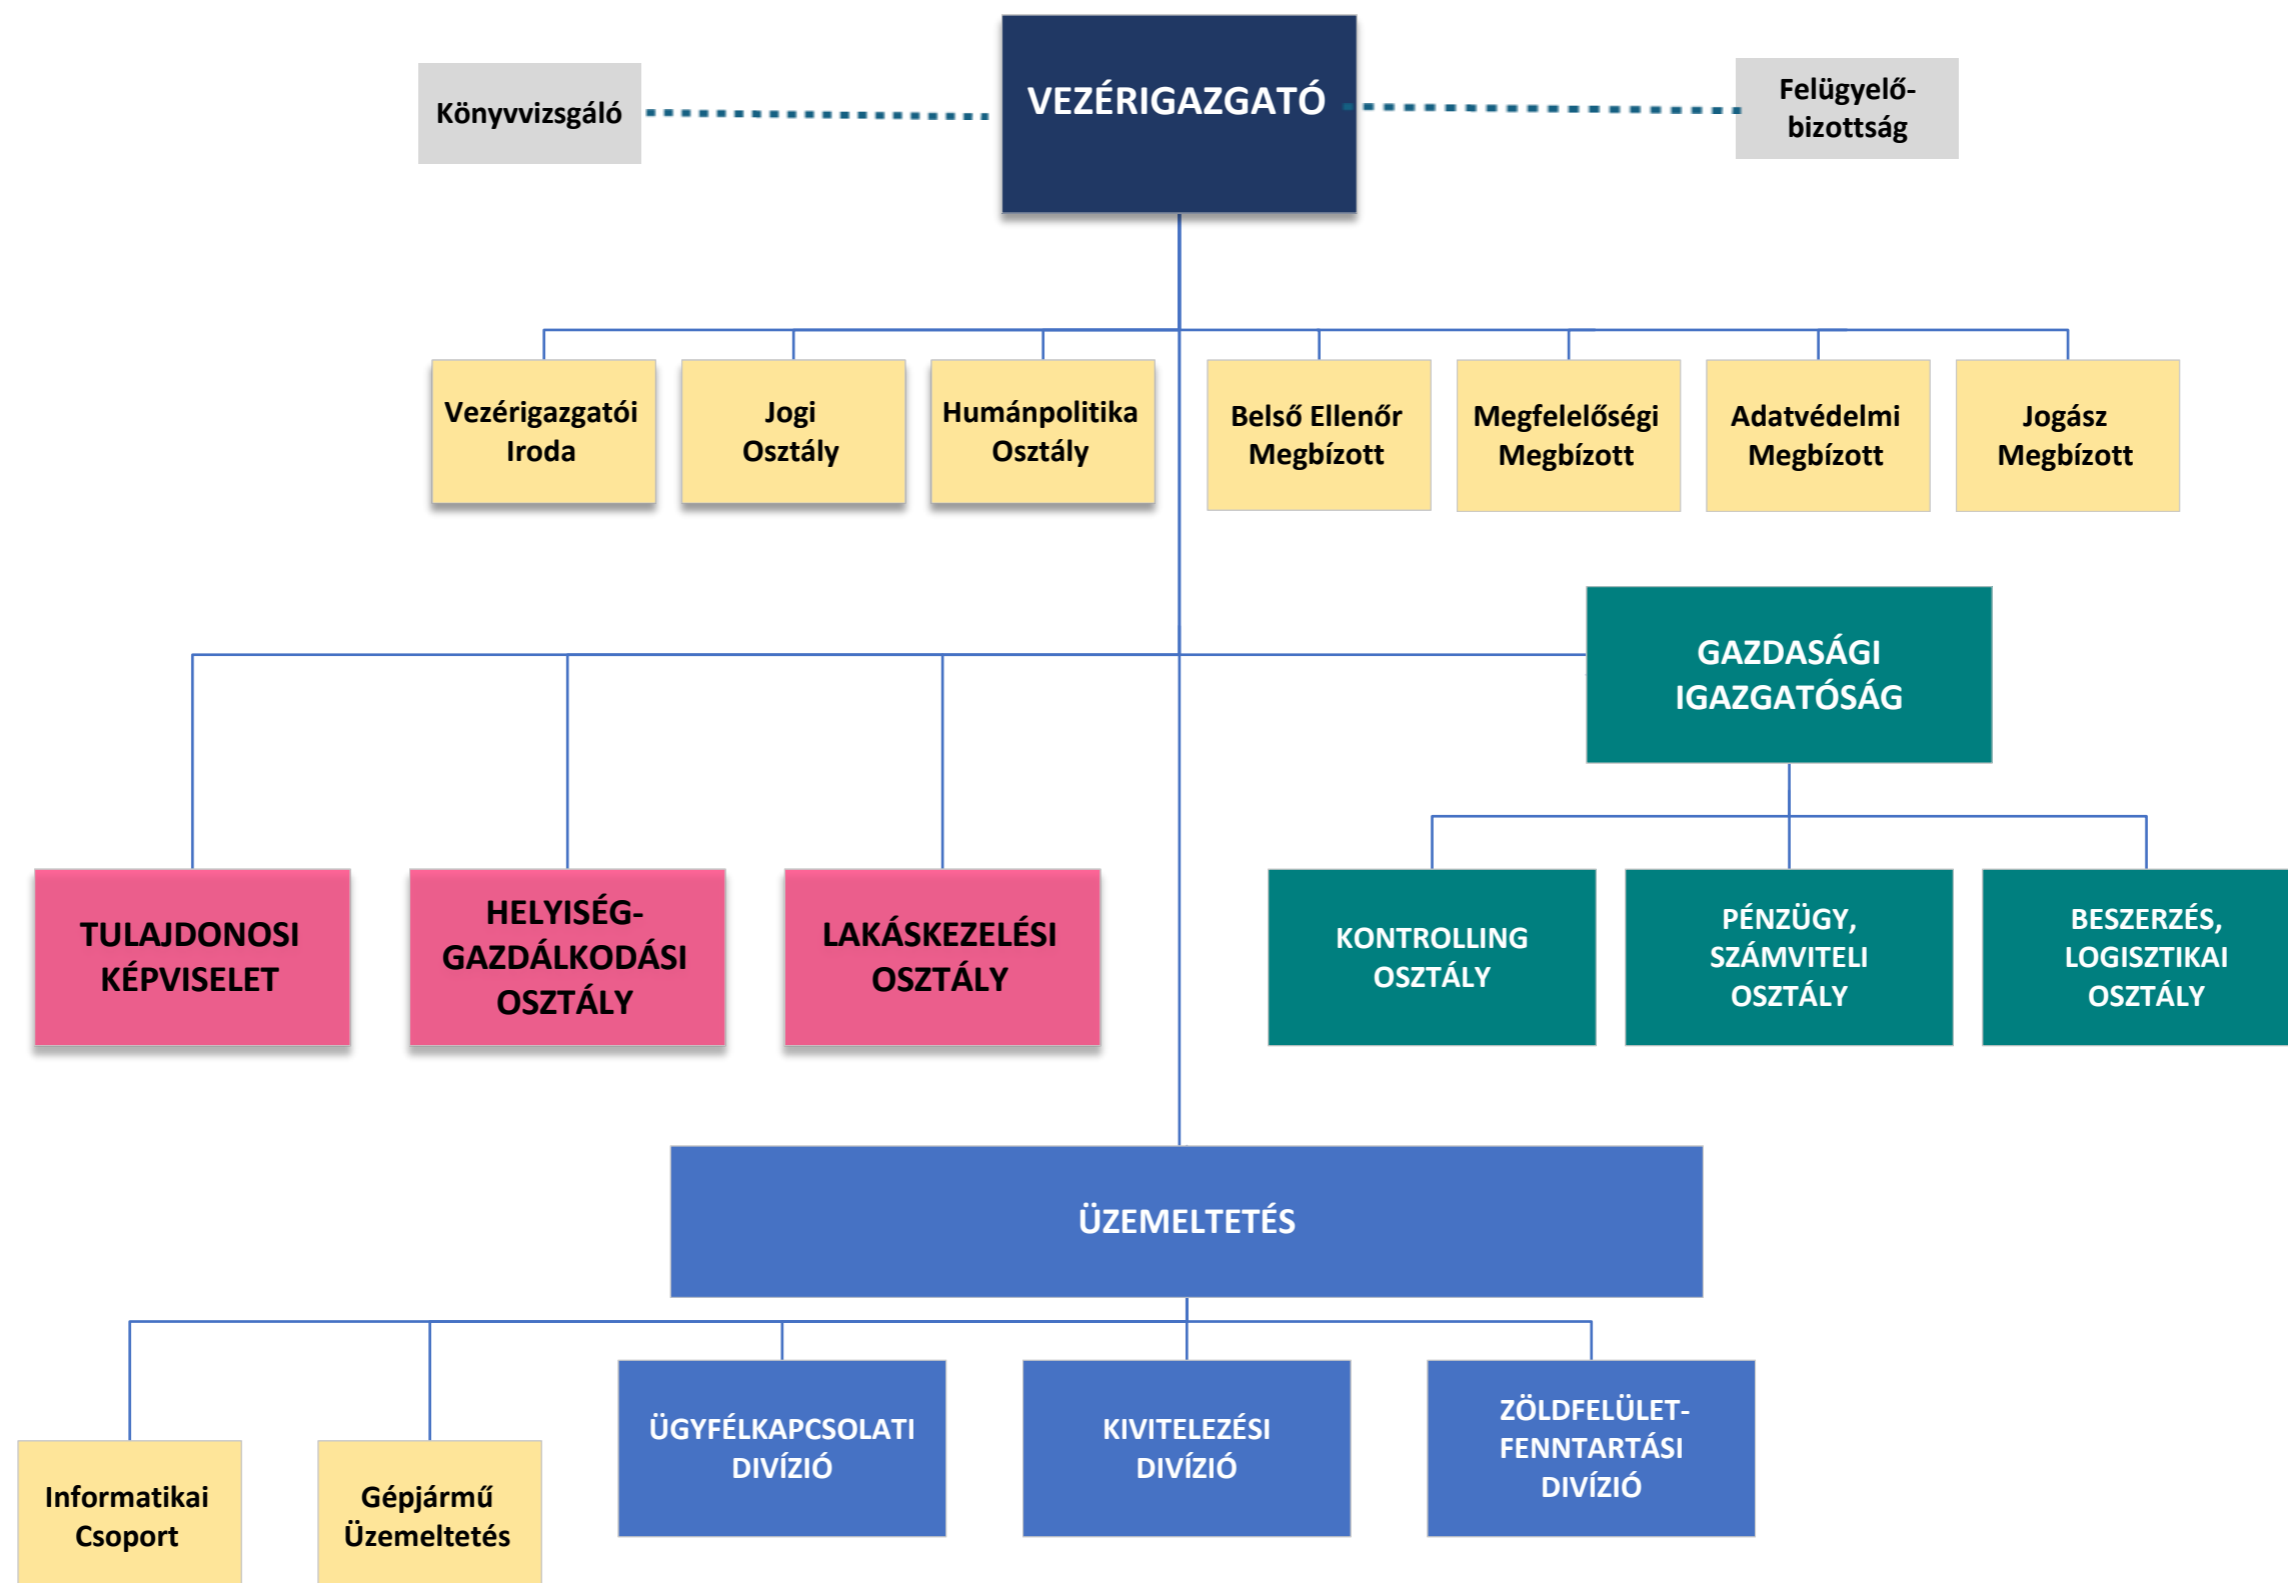 VEZÉRIGAZGATÓ
Könyvvizsgáló
Felügyelő-
bizottság
Vezérigazgatói
Iroda
Jogi
Osztály
Humánpolitika
Osztály
Belső Ellenőr
Megbízott
Megfelelőségi
Megbízott
Adatvédelmi
Megbízott
Jogász
Megbízott
GAZDASÁGI
IGAZGATÓSÁG
TULAJDONOSI
KÉPVISELET
HELYISÉG-
GAZDÁLKODÁSI
OSZTÁLY
LAKÁSKEZELÉSI
OSZTÁLY
KONTROLLING
OSZTÁLY
PÉNZÜGY,
SZÁMVITELI
OSZTÁLY
BESZERZÉS,
LOGISZTIKAI
OSZTÁLY
ÜZEMELTETÉS
Informatikai
Csoport
Gépjármű
Üzemeltetés
ÜGYFÉLKAPCSOLATI
DIVÍZIÓ
KIVITELEZÉSI
DIVÍZIÓ
ZÖLDFELÜLET-
FENNTARTÁSI
DIVÍZIÓ